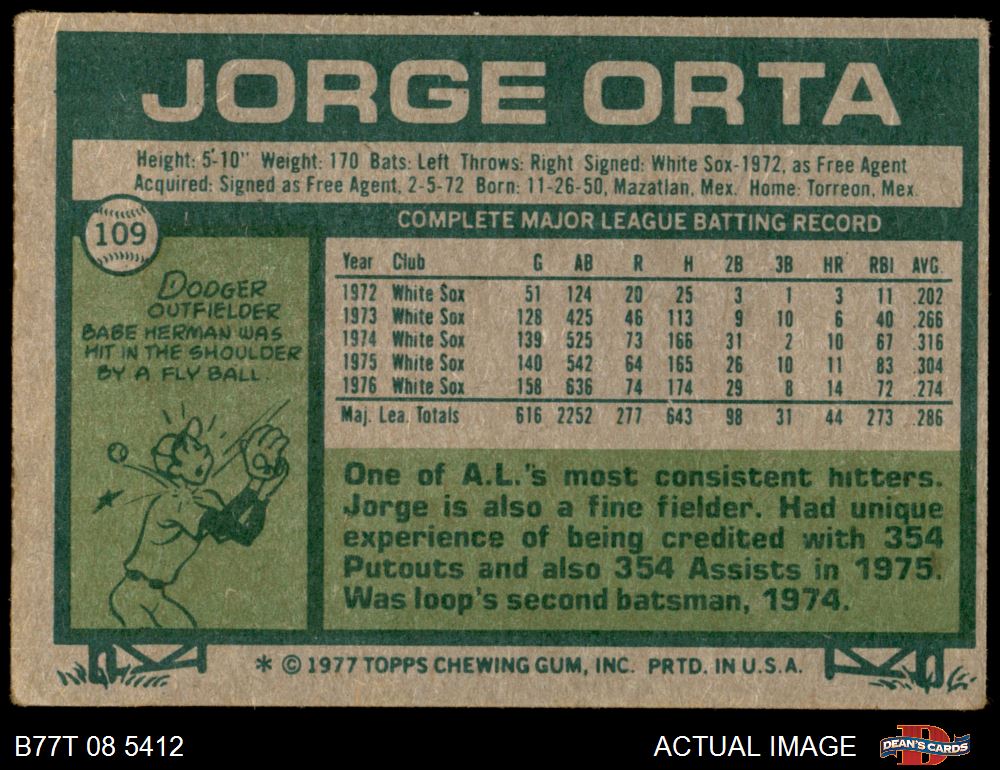 JORGE ORTA
Height: 5'-10" Weight: 170 Bats: Left Throws: Right Signed: White Sox-1972, as Free Agent
Acquired: Signed as Free Agent, 2-5-72 Born: 11-26-50, Mazatlan, Mex. Home: Torreon, Mex.
109
DODGER
OUTFIELDER
BABE HERMAN WAS
HIT IN THE SHOULDER
BY A FLY BALL.
COMPLETE MAJOR LEAGUE BATTING RECORD
Year Club G AB R H 2B 3B HR RBI AVG.
1972 White Sox 51 124 20 25 3 1 3 11 .202
1973 White Sox 128 425 46 113 9 10 6 40 .266
1974 White Sox 139 525 73 166 31 2 10 67 .316
1975 White Sox 140 542 64 165 26 10 11 83 .304
1976 White Sox 158 636 74 174 29 8 14 72 .274
Maj. Lea. Totals 616 2252 277 643 98 31 44 273 .286
One of A.L.'s most consistent hitters.
Jorge is also a fine fielder. Had unique
experience of being credited with 354
Putouts and also 354 Assists in 1975.
Was loop's second batsman, 1974.
* © 1977 TOPPS CHEWING GUM, INC. PRTD. IN U.S.A.
B77T 08 5412
ACTUAL IMAGE
D
DEAN'S CARDS